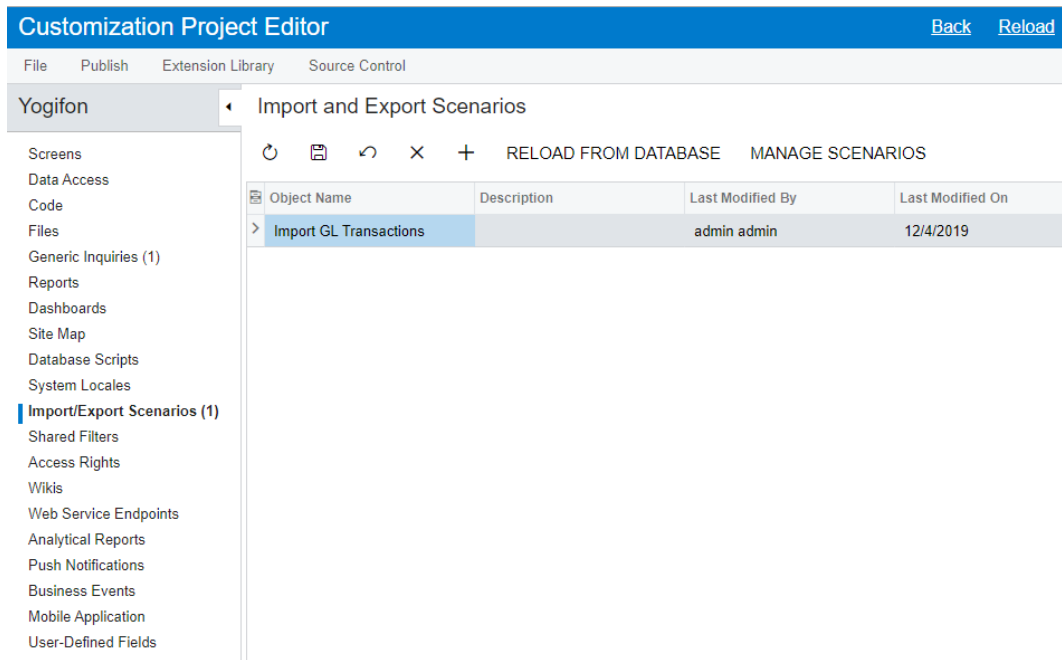 Customization Project Editor Back Reload
File Publish Extension Library Source Control
Yogifon
Import and Export Scenarios
RELOAD FROM DATABASE MANAGE SCENARIOS
Object Name Description Last Modified By Last Modified On
Import GL Transactions admin admin 12/4/2019
Screens
Data Access
Code
Files
Generic Inquiries (1)
Reports
Dashboards
Site Map
Database Scripts
System Locales
Import/Export Scenarios (1)
Shared Filters
Access Rights
Wikis
Web Service Endpoints
Analytical Reports
Push Notifications
Business Events
Mobile Application
User-Defined Fields